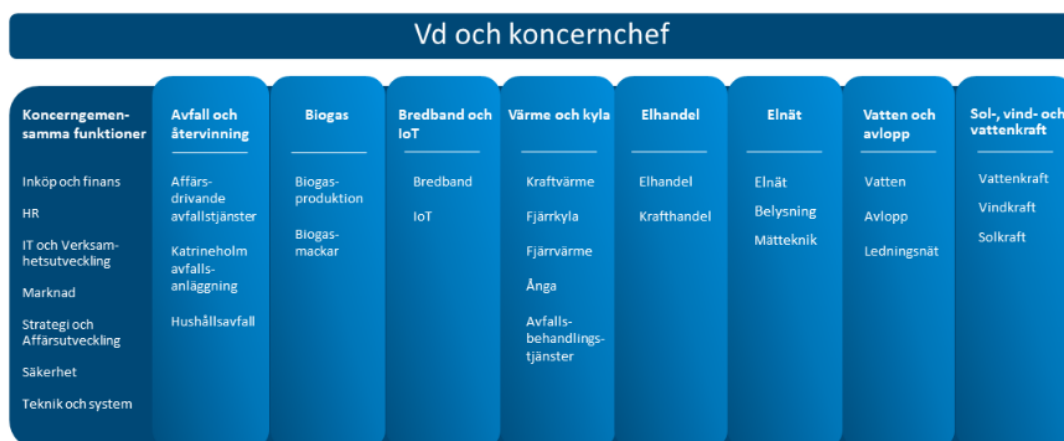 Vd och koncernchef
Koncerngemen-
samma funktioner
Inköp och finans
HR
IT och Verksam-
hetsutveckling
Marknad
Strategi och
Affärsutveckling
Säkerhet
Teknik och system
Avfall och
återvinning
Affärs-
drivande
avfallstjänster
Katrineholm
avfalls-
anläggning
Hushållsavfall
Biogas
Biogas-
produktion
Biogas-
mackar
Bredband och
IoT
Bredband
IoT
Värme och kyla
Kraftvärme
Fjärrkyla
Fjärrvärme
Ånga
Avfalls-
behandlings-
tjänster
Elhandel
Elhandel
Krafthandel
Elnät
Elnät
Belysning
Mätteknik
Vatten och
avlopp
Vatten
Avlopp
Ledningsnät
Sol-, vind- och
vattenkraft
Vattenkraft
Vindkraft
Solkraft